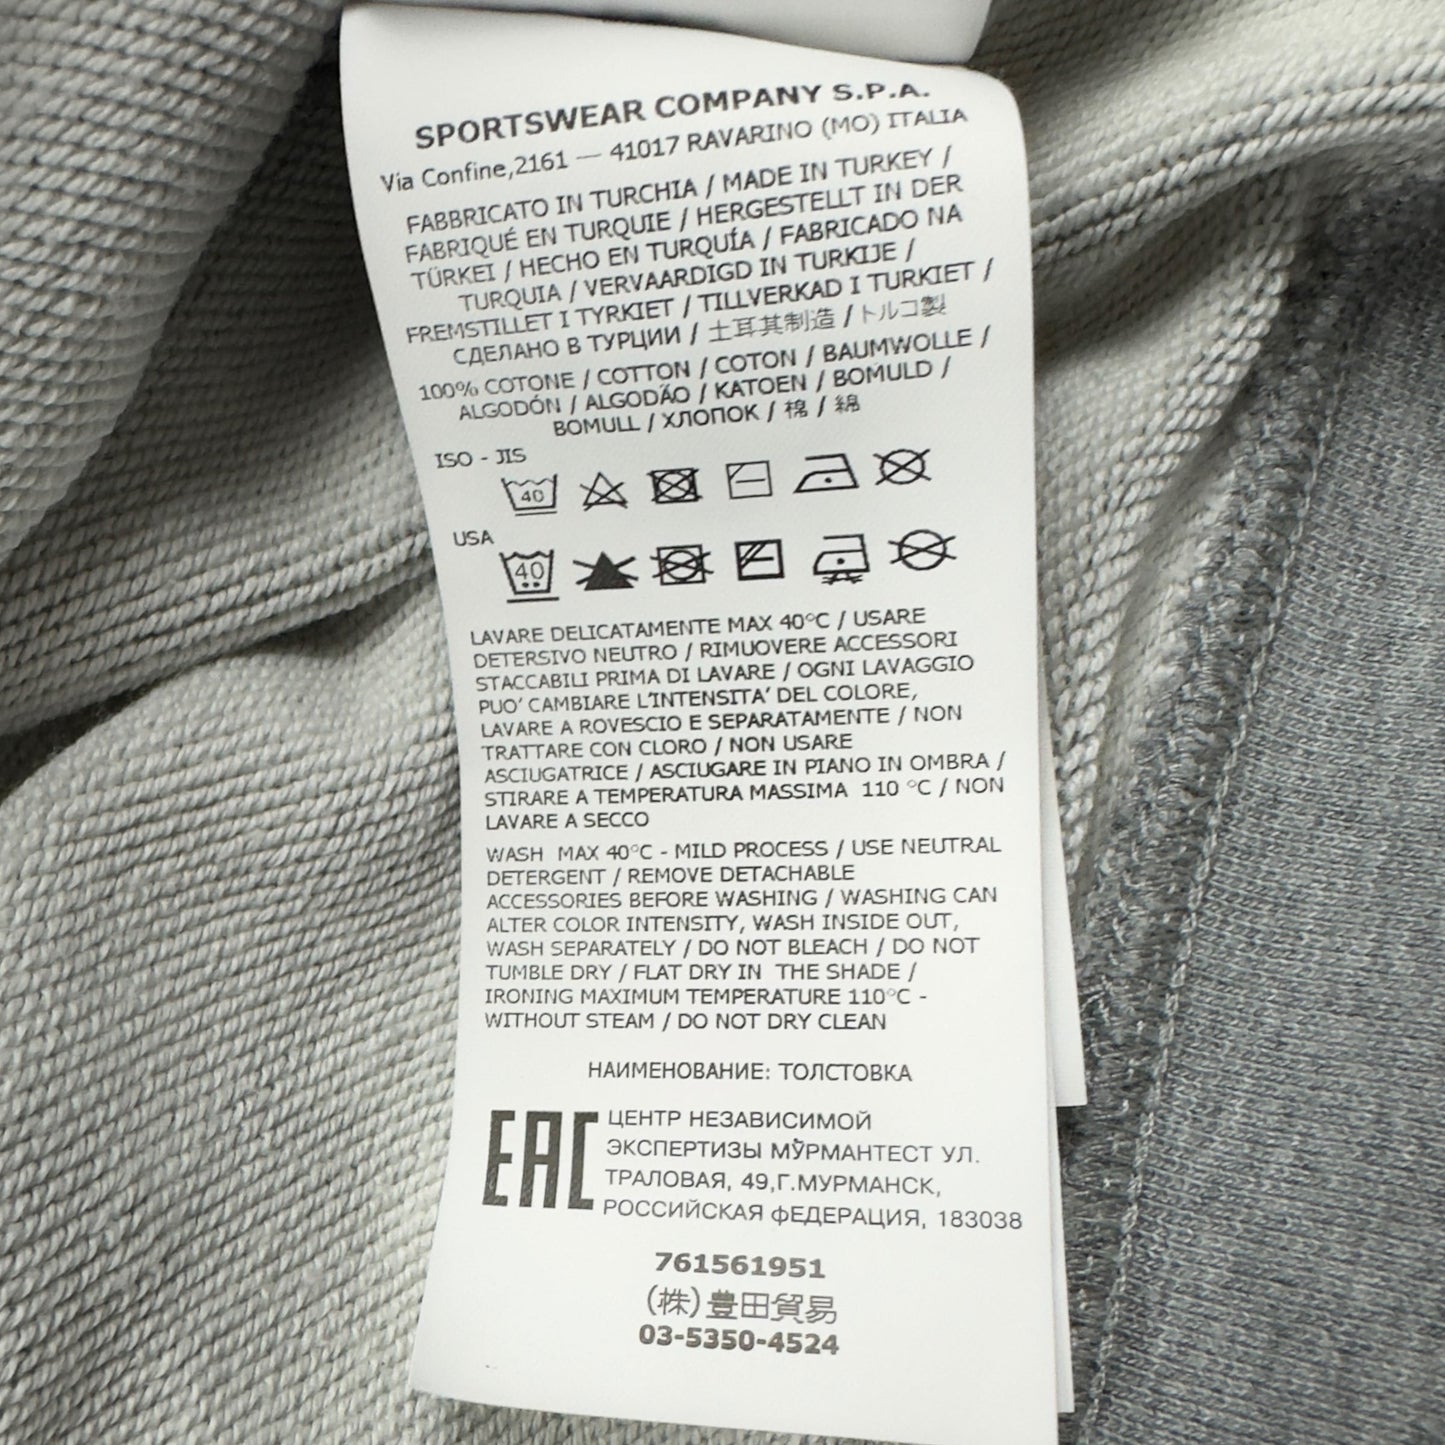 SPORTSWEAR COMPANY S.P.A.
Via Confine,2161 — 41017 RAVARINO (MO) ITALIA
FABBRICATO IN TURCHIA / MADE IN TURKEY /
FABRIQUÉ EN TURQUIE / HERGESTELLT IN DER
TÜRKEI / HECHO EN TURQUÍA / FABRICADO NA
TURQUIA / VERVAARDIGD IN TURKIJE /
FREMSTILLET I TYRKIET / TILLVERKAD I TURKIET /
СДЕЛАНО В ТУРЦИИ / 土耳其制造 / トルコ製
100% COTONE / COTTON / COTON / BAUMWOLLE /
ALGODÓN / ALGODÃO / KATOEN / BOMULD /
BOMULL / ХЛОПОК / 棉 / 綿
ISO - JIS
40
USA
40
LAVARE DELICATAMENTE MAX 40°C / USARE
DETERSIVO NEUTRO / RIMUOVERE ACCESSORI
STACCABILI PRIMA DI LAVARE / OGNI LAVAGGIO
PUO' CAMBIARE L'INTENSITA' DEL COLORE,
LAVARE A ROVESCIO E SEPARATAMENTE / NON
TRATTARE CON CLORO / NON USARE
ASCIUGATRICE / ASCIUGARE IN PIANO IN OMBRA /
STIRARE A TEMPERATURA MASSIMA 110 °C / NON
LAVARE A SECCO
WASH MAX 40°C - MILD PROCESS / USE NEUTRAL
DETERGENT / REMOVE DETACHABLE
ACCESSORIES BEFORE WASHING / WASHING CAN
ALTER COLOR INTENSITY, WASH INSIDE OUT,
WASH SEPARATELY / DO NOT BLEACH / DO NOT
TUMBLE DRY / FLAT DRY IN THE SHADE /
IRONING MAXIMUM TEMPERATURE 110°C -
WITHOUT STEAM / DO NOT DRY CLEAN
НАИМЕНОВАНИЕ: ТОЛСТОВКА
EAC
ЦЕНТР НЕЗАВИСИМОЙ
ЭКСПЕРТИЗЫ МУРМАНТЕСТ УЛ.
ТРАЛОВАЯ, 49,Г.МУРМАНСК,
РОССИЙСКАЯ ФЕДЕРАЦИЯ, 183038
761561951
(株)豊田貿易
03-5350-4524